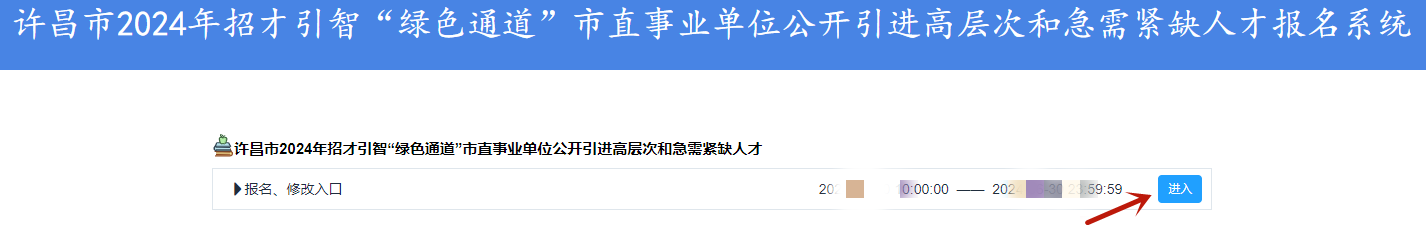 许昌市2024年招才引智“绿色通道”市直事业单位公开引进高层次和急需紧缺人才报名系统
许昌市2024年招才引智“绿色通道”市直事业单位公开引进高层次和急需紧缺人才
报名、修改入口
0:00:00 —— :59:59
进入